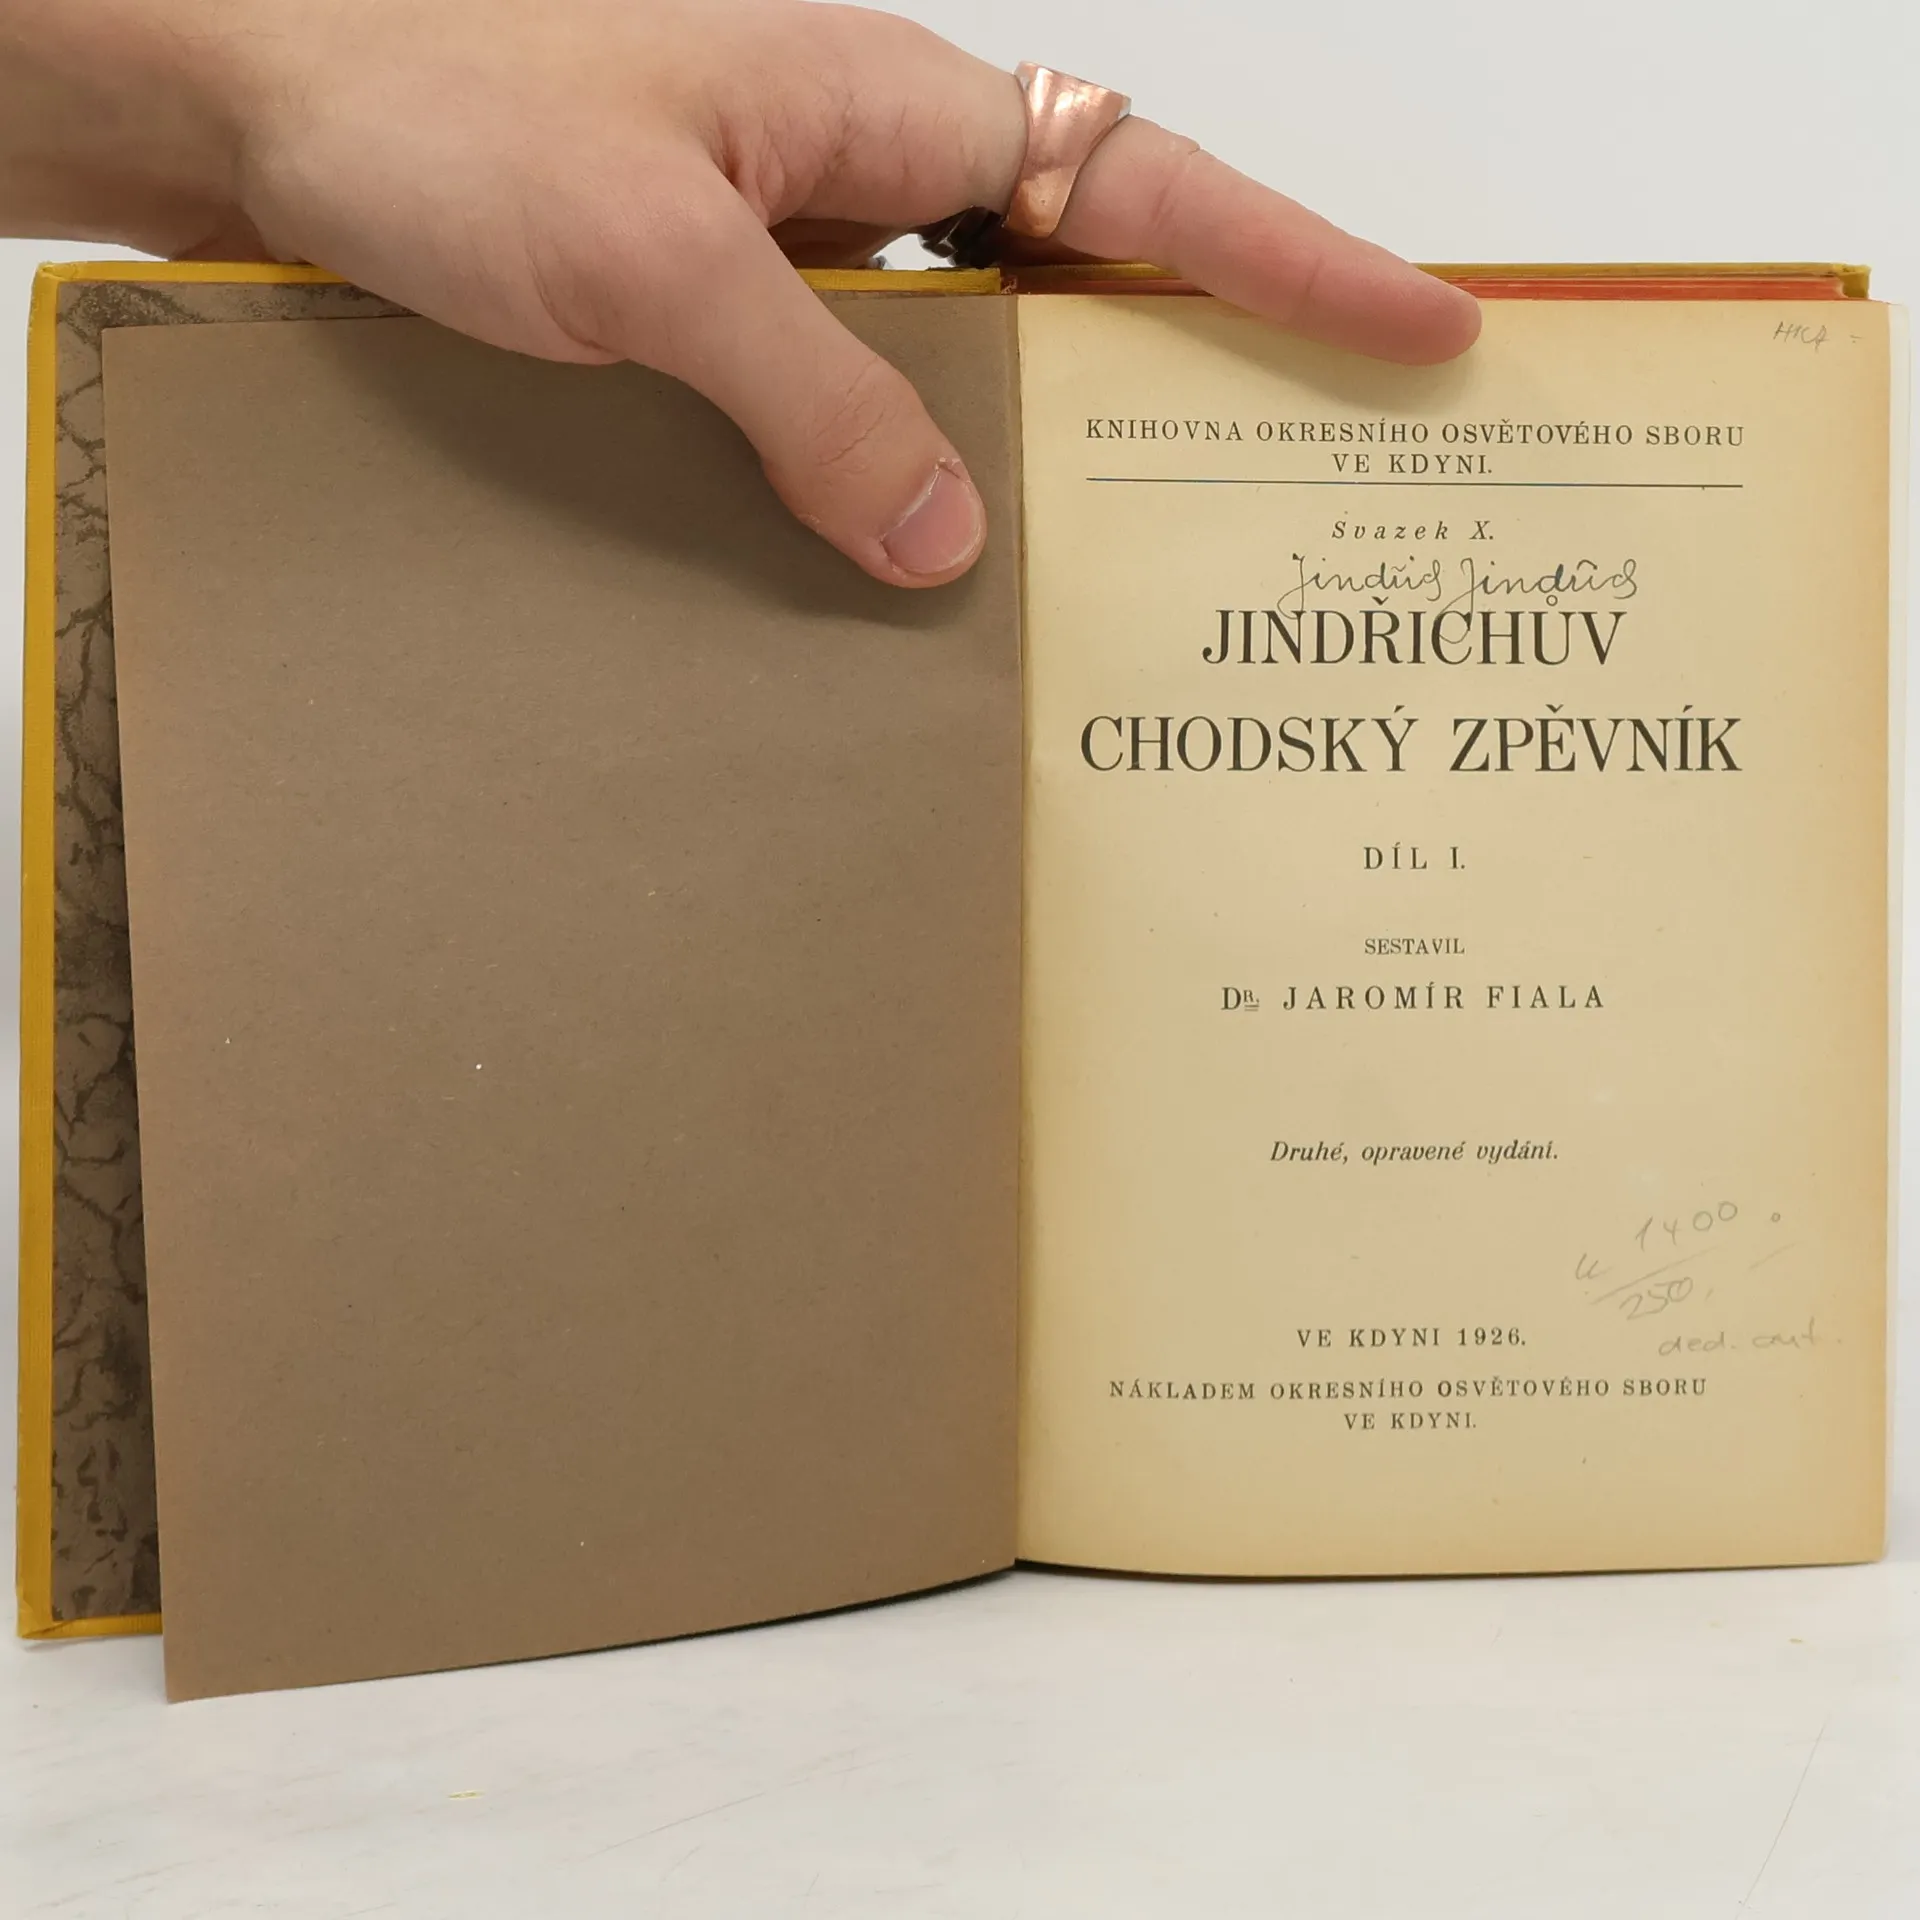 KNIHOVNA OKRESNÍHO OSVĚTOVÉHO SBORU
VE KDYNI.
Svazek X.
Jindřich Jindřich
JINDŘICHŮV
CHODSKÝ ZPĚVNÍK
DÍL I.
SESTAVIL
DR. JAROMÍR FIALA
Druhé, opravené vydání.
1400
250
ded. aut.
VE KDYNI 1926.
NÁKLADEM OKRESNÍHO OSVĚTOVÉHO SBORU
VE KDYNI.